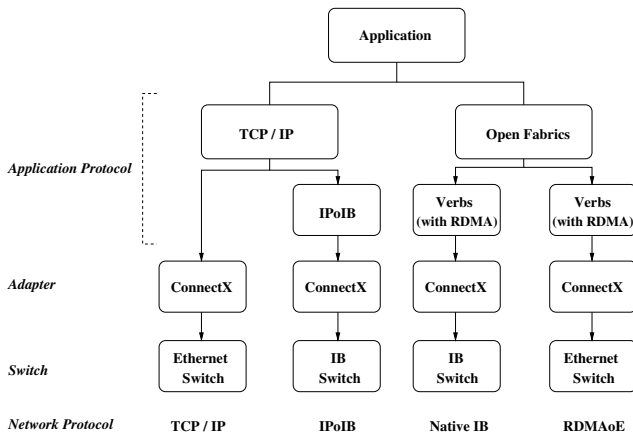 Application
TCP / IP
Open Fabrics
Application Protocol
IPoIB
Verbs
(with RDMA)
Verbs
(with RDMA)
Adapter
ConnectX
ConnectX
ConnectX
ConnectX
Switch
Ethernet
Switch
IB
Switch
IB
Switch
Ethernet
Switch
Network Protocol
TCP / IP
IPoIB
Native IB
RDMAoE